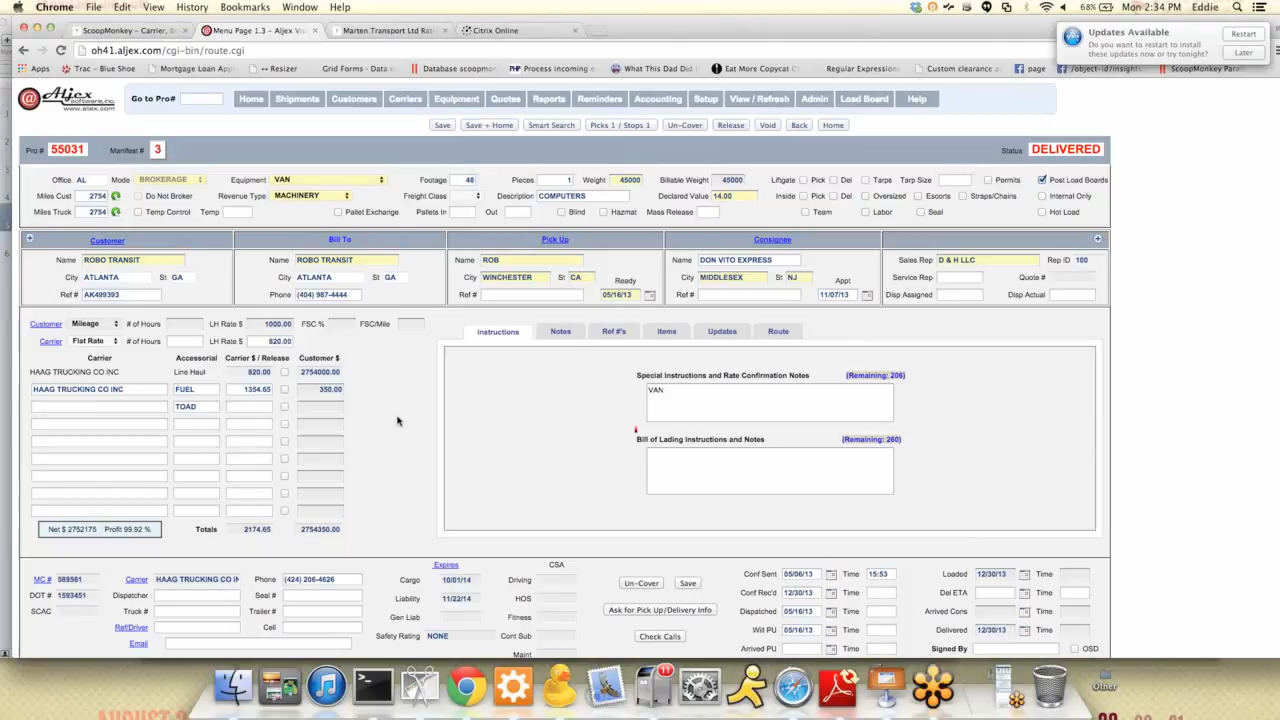 Chrome File Edit View History Bookmarks Window Help 68% Mon 2:34 PM Eddie
ScoopMonkey – Carrier, B Menu Page 1.3 – Aljex Vis Marten Transport Ltd Rati Citrix Online
oh41.aljex.com/cgi-bin/route.cgi
Updates Available
Do you want to restart to install these updates now or try tonight?
Restart
Later
Apps Trac – Blue Shoe Mortgage Loan App ↔ Resizer Grid Forms - Data Databasteknik PHP Process incoming e What This Dad Did Eat More Copycat C Regular Expressions Custom clearance a page /object-id/insight ScoopMonkey Para
Aljex
software, inc.
www.aljex.com
Go to Pro#
Home Shipments Customers Carriers Equipment Quotes Reports Reminders Accounting Setup View / Refresh Admin Load Board Help
Save Save + Home Smart Search Picks 1 / Stops 1 Un-Cover Release Void Back Home
Pro # 55031 Manifest # 3 Status DELIVERED
Office AL Mode BROKERAGE Equipment VAN Footage 48 Pieces 1 Weight 45000 Billable Weight 45000 Liftgate Pick Del Tarps Tarp Size Permits Post Load Boards
Miles Cust 2754 Do Not Broker Revenue Type MACHINERY Freight Class Description COMPUTERS Declared Value 14.00 Inside Pick Del Oversized Escorts Straps/Chains Internal Only
Miles Truck 2754 Temp Control Temp Pallet Exchange Pallets In Out Blind Hazmat Mass Release Team Labor Seal Hot Load
Customer Bill To Pick Up Consignee
Name ROBO TRANSIT Name ROBO TRANSIT Name ROB Name DON VITO EXPRESS Sales Rep D & H LLC Rep ID 100
City ATLANTA St GA City ATLANTA St GA City WINCHESTER St CA Ready City MIDDLESEX St NJ Appt Service Rep Quote #
Ref # AK499393 Phone (404) 987-4444 Ref # 05/16/13 Ref # 11/07/13 Disp Assigned Disp Actual
Customer Mileage # of Hours LH Rate $ 1000.00 FSC % FSC/Mile
Carrier Flat Rate # of Hours LH Rate $ 820.00
Instructions Notes Ref #'s Items Updates Route
Carrier Accessorial Carrier $ / Release Customer $
HAAG TRUCKING CO INC Line Haul 820.00 2754000.00
HAAG TRUCKING CO INC FUEL 1354.65 350.00
TOAD
Special Instructions and Rate Confirmation Notes (Remaining: 206)
VAN
Bill of Lading Instructions and Notes (Remaining: 260)
Net $ 2752175 Profit 99.92 % Totals 2174.65 2754350.00
Expires CSA
MC # 589561 Carrier HAAG TRUCKING CO IN Phone (424) 206-4626 Cargo 10/01/14 Driving Un-Cover Save Conf Sent 05/06/13 Time 15:53 Loaded 12/30/13 Time
DOT # 1593451 Dispatcher Seal # Liability 11/22/14 HOS Conf Rec'd 12/30/13 Time Del ETA Time
SCAC Truck # Trailer # Gen Liab Fitness Ask for Pick Up/Delivery Info Dispatched 05/16/13 Time Arrived Cons Time
Ref/Driver Cell Safety Rating NONE Cont Sub Check Calls Will PU 05/16/13 Time Delivered 12/30/13 Time
Email Maint Arrived PU Time Signed By OSD
11
Other